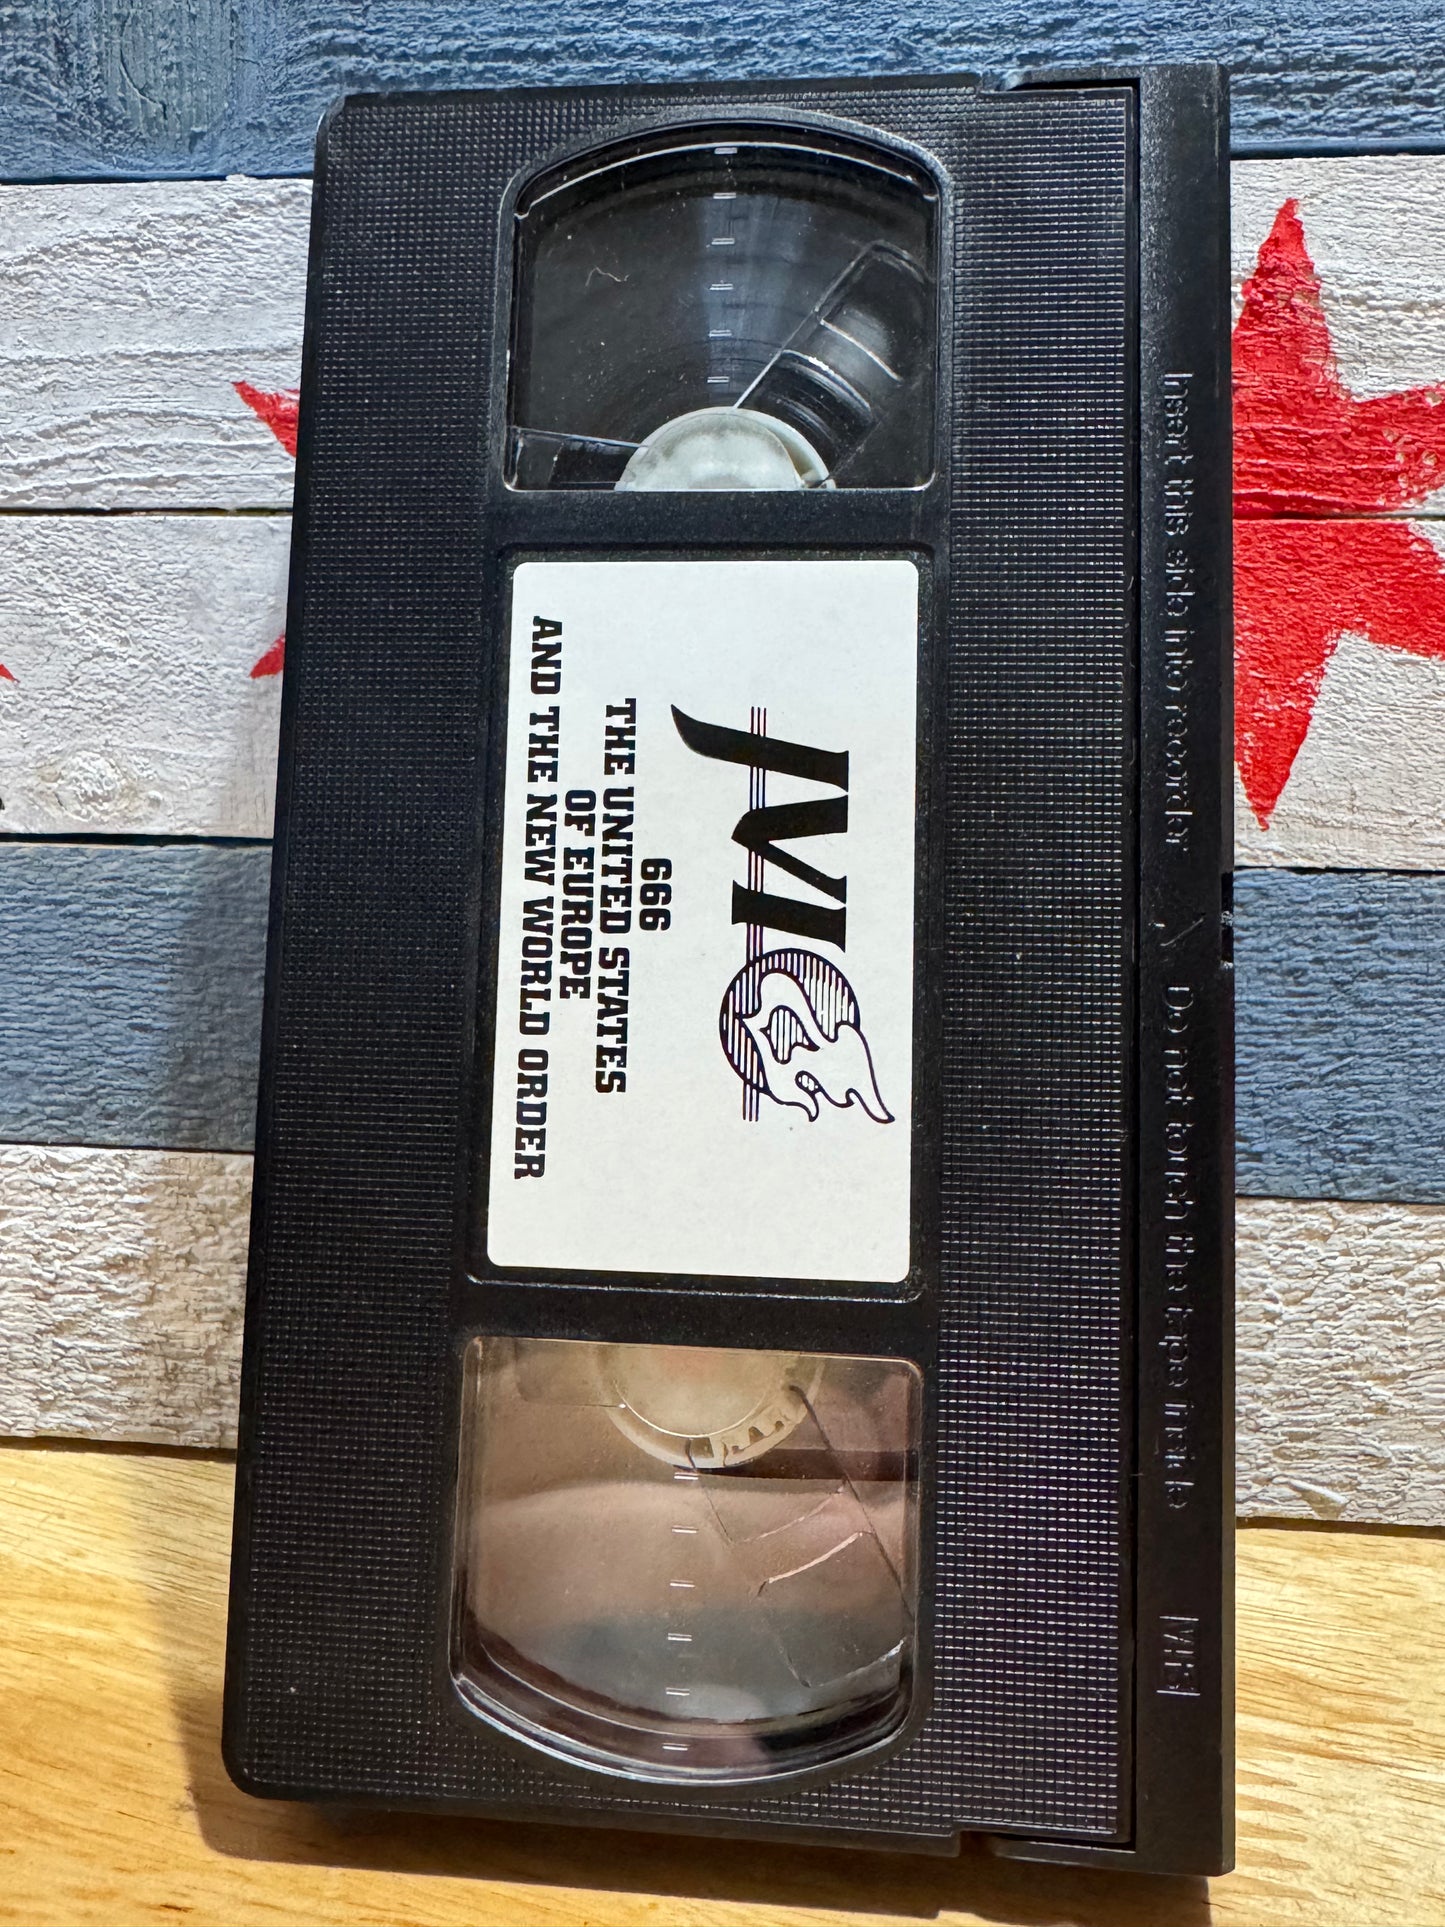 JVI
666
THE UNITED STATES
OF EUROPE
AND THE NEW WORLD ORDER
Insert this side into recorder
Do not touch the tape inside
VHS